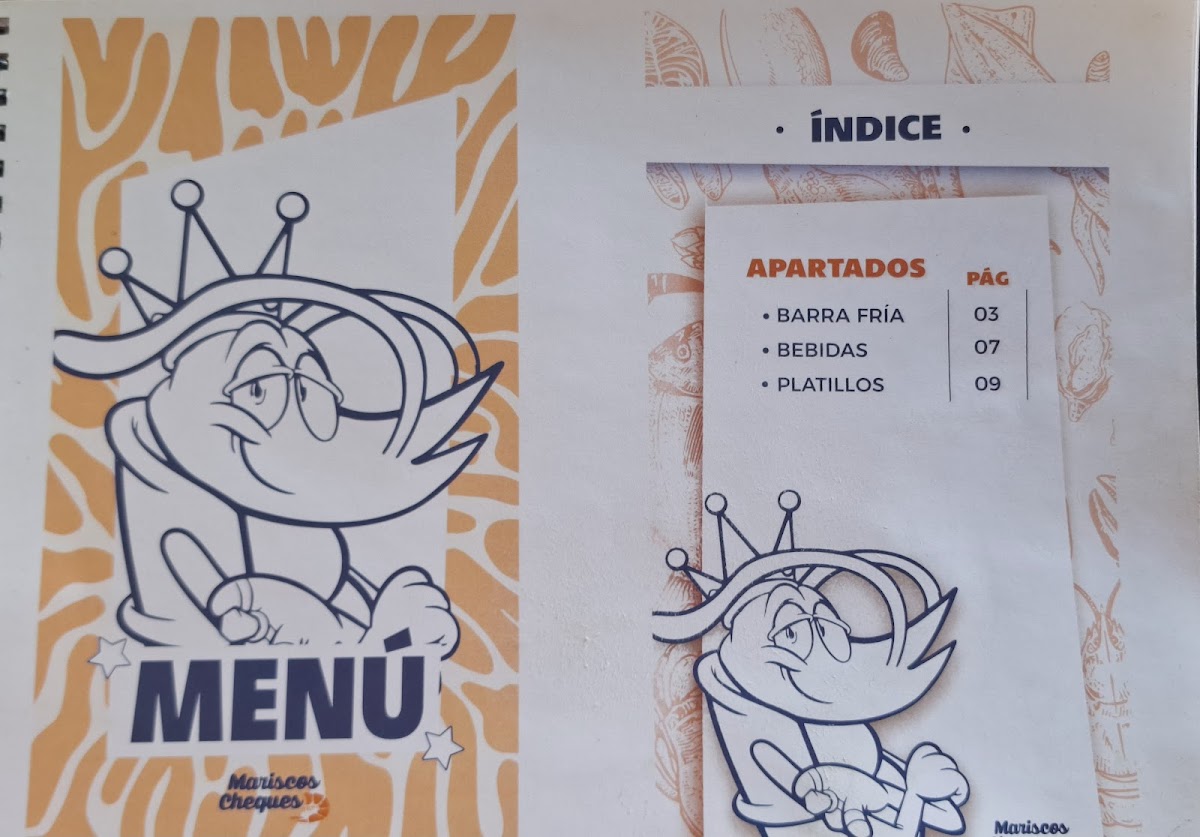 MENÚ
Mariscos
Cheques
· ÍNDICE ·
APARTADOS PÁG
• BARRA FRÍA 03
• BEBIDAS 07
• PLATILLOS 09
Mariscos